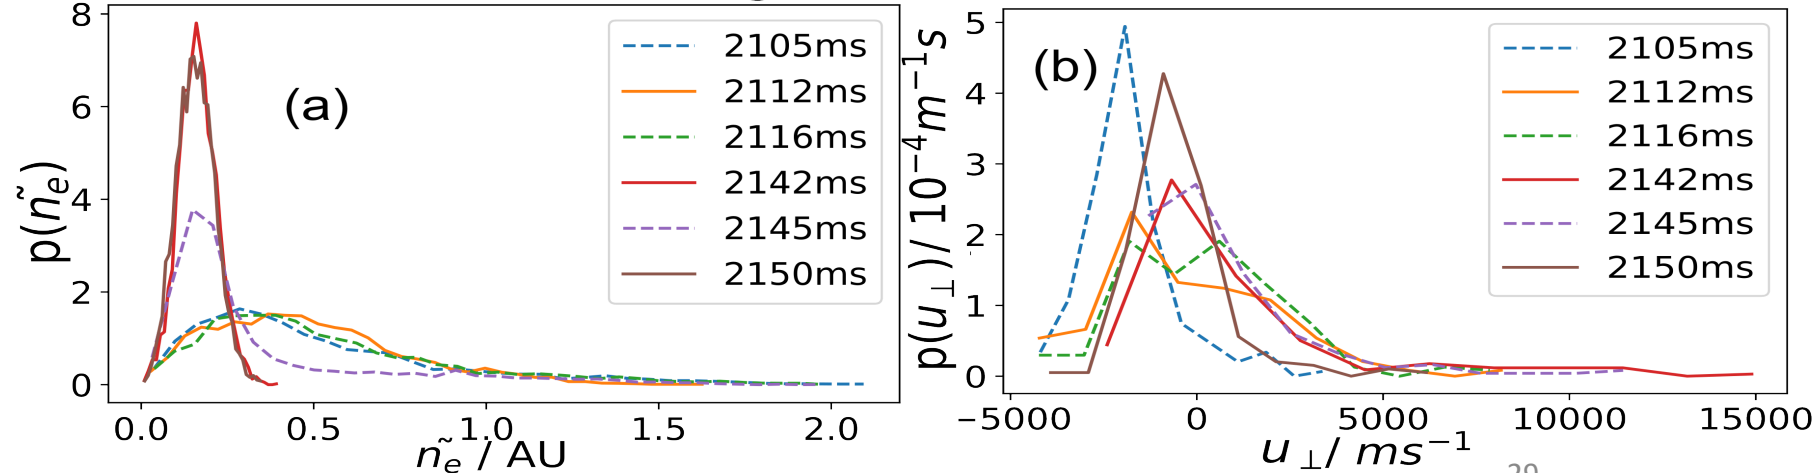 (a)
8
6
4
2
0
p(ñₑ)
0.0 0.5 1.0 1.5 2.0
ñₑ / AU
2105ms
2112ms
2116ms
2142ms
2145ms
2150ms
(b)
5
4
3
2
1
0
p(u⊥) / 10⁻⁴m⁻¹s
-5000 0 5000 10000 15000
u⊥ / ms⁻¹
2105ms
2112ms
2116ms
2142ms
2145ms
2150ms